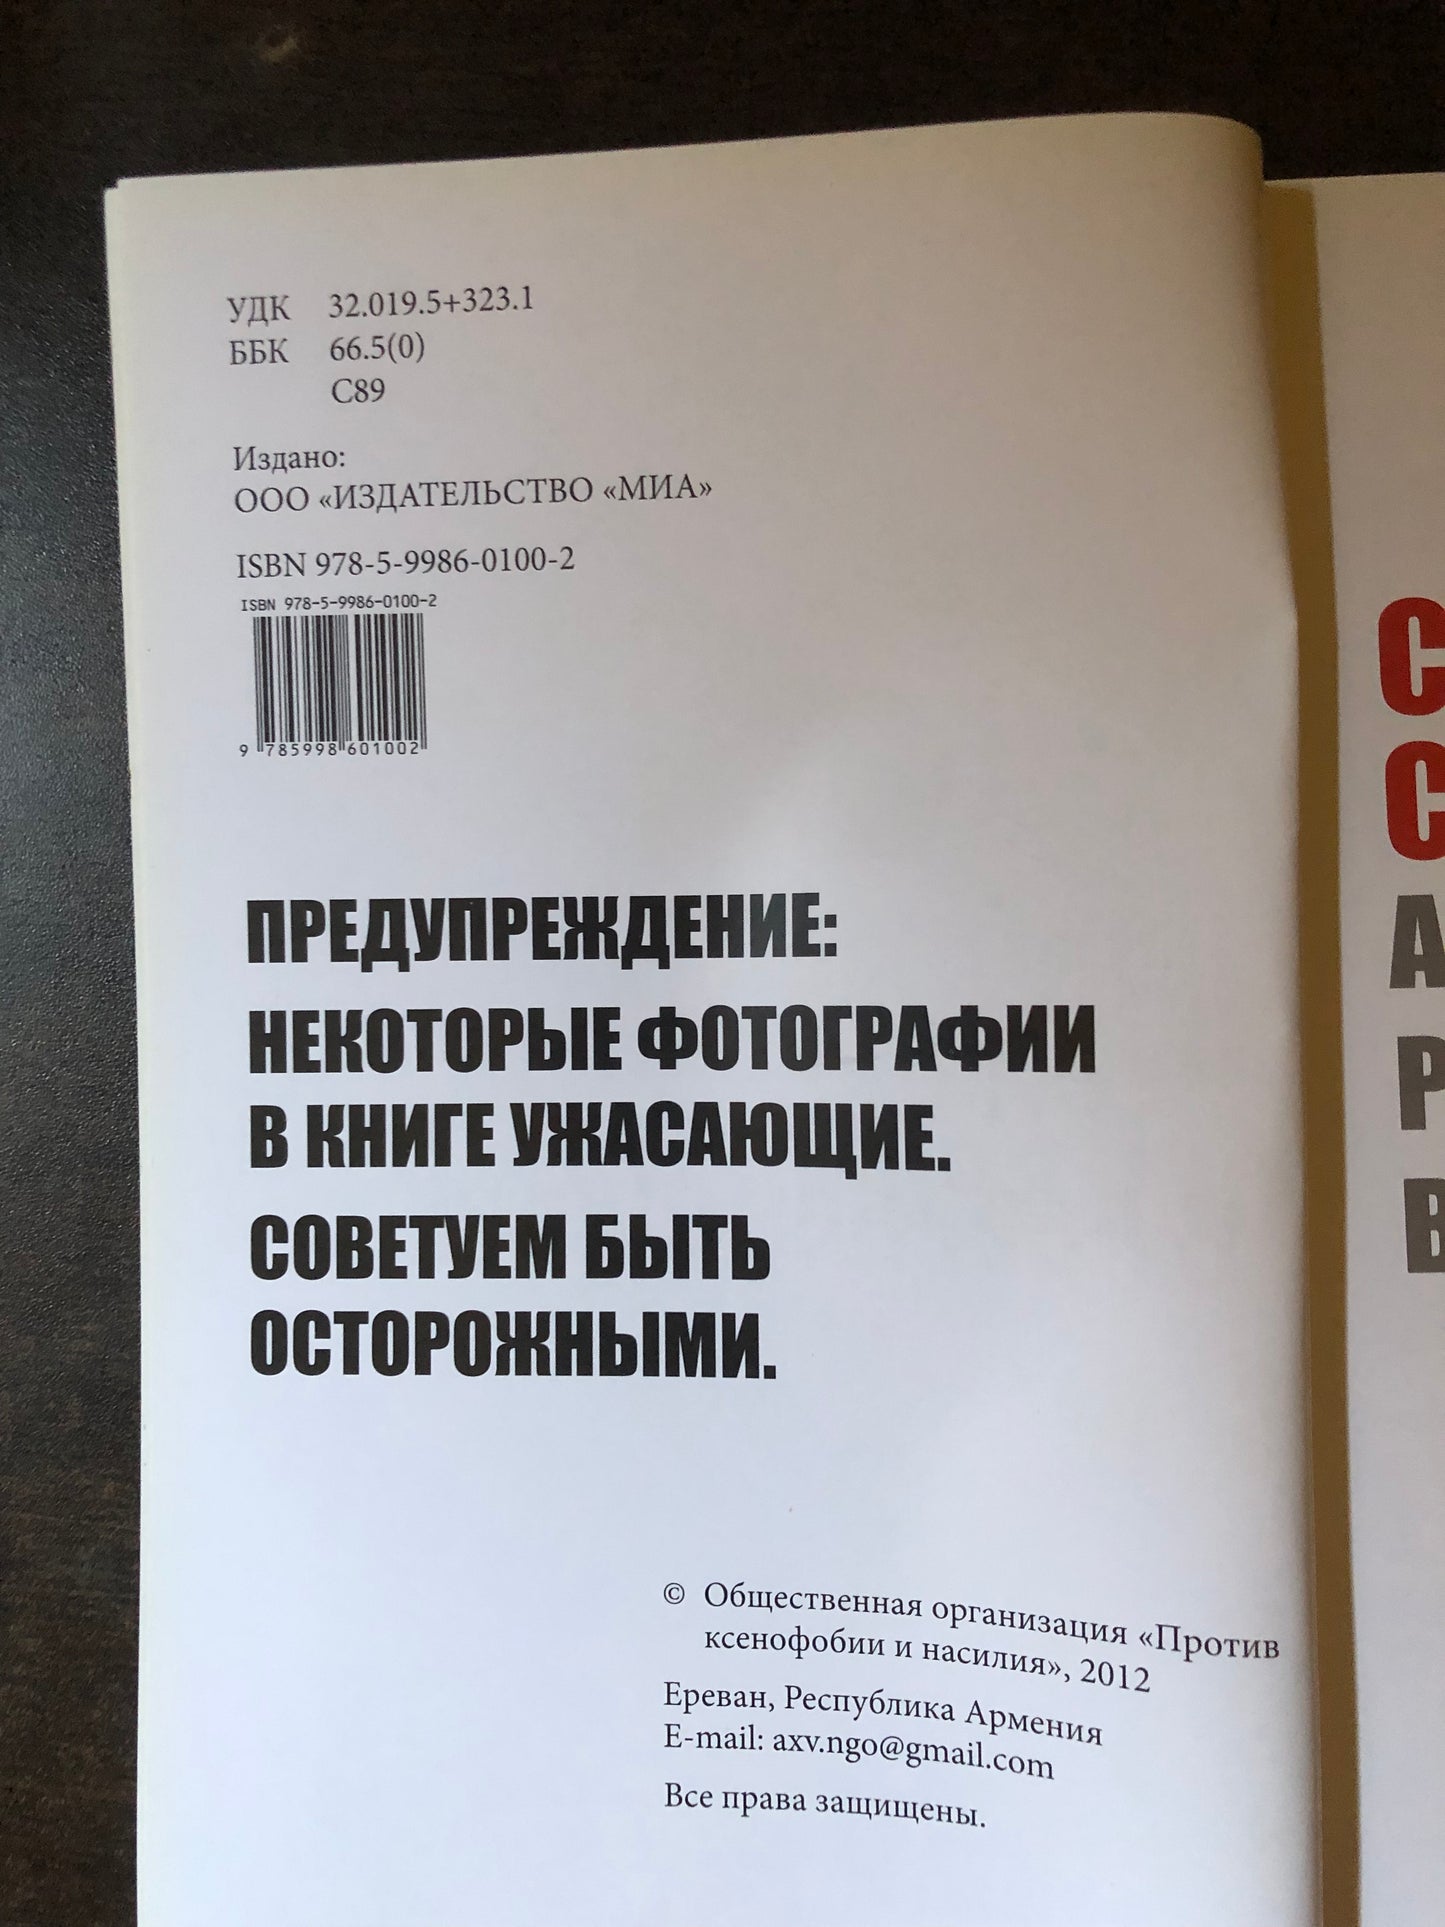 УДК 32.019.5+323.1
ББК 66.5(0)
С89
Издано:
ООО «ИЗДАТЕЛЬСТВО «МИА»
ISBN 978-5-9986-0100-2
ISBN 978-5-9986-0100-2
9 785998 601002
ПРЕДУПРЕЖДЕНИЕ:
НЕКОТОРЫЕ ФОТОГРАФИИ
В КНИГЕ УЖАСАЮЩИЕ.
СОВЕТУЕМ БЫТЬ
ОСТОРОЖНЫМИ.
© Общественная организация «Против
ксенофобии и насилия», 2012
Ереван, Республика Армения
E-mail: axv.ngo@gmail.com
Все права защищены.
С
С
А
Р
В